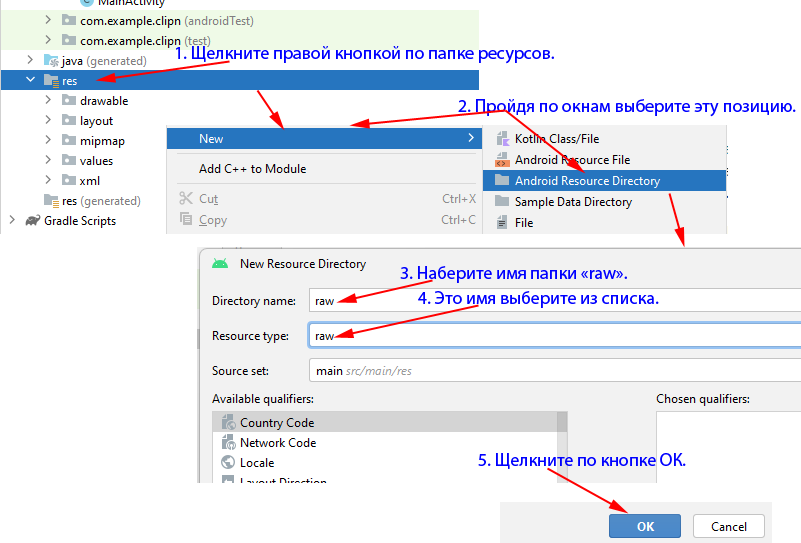 MainActivity
com.example.clipn (androidTest)
com.example.clipn (test)
1. Щелкните правой кнопкой по папке ресурсов.
java (generated)
res
drawable
2. Пройдя по окнам выберите эту позицию.
layout
mipmap
New
Kotlin Class/File
values
Android Resource File
Add C++ to Module
xml
Android Resource Directory
res (generated)
Cut Ctrl+X
Sample Data Directory
Gradle Scripts
Copy Ctrl+C
File
New Resource Directory
3. Наберите имя папки «raw».
Directory name: raw
4. Это имя выберите из списка.
Resource type: raw
Source set: main src/main/res
Available qualifiers: Chosen qualifiers:
Country Code
Network Code
Locale
5. Щелкните по кнопке ОК.
Layout Direction
OK Cancel